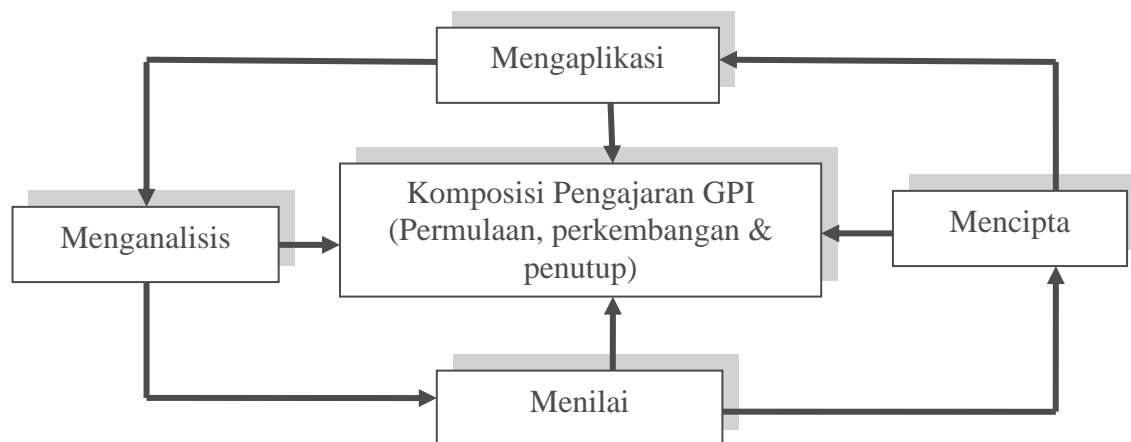 Mengaplikasi
Komposisi Pengajaran GPI
(Permulaan, perkembangan &
penutup)
Menganalisis
Mencipta
Menilai